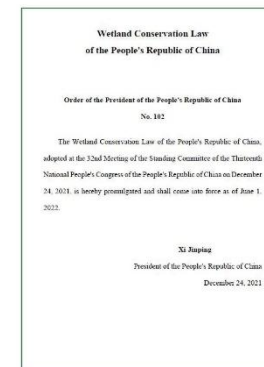 Wetland Conservation Law
of the People's Republic of China
Order of the President of the People's Republic of China
No. 102
The Wetland Conservation Law of the People's Republic of China,
adopted at the 32nd Meeting of the Standing Committee of the Thirteenth
National People's Congress of the People's Republic of China on December
24, 2021, is hereby promulgated and shall come into force as of June 1,
2022.
Xi Jinping
President of the People's Republic of China
December 24, 2021